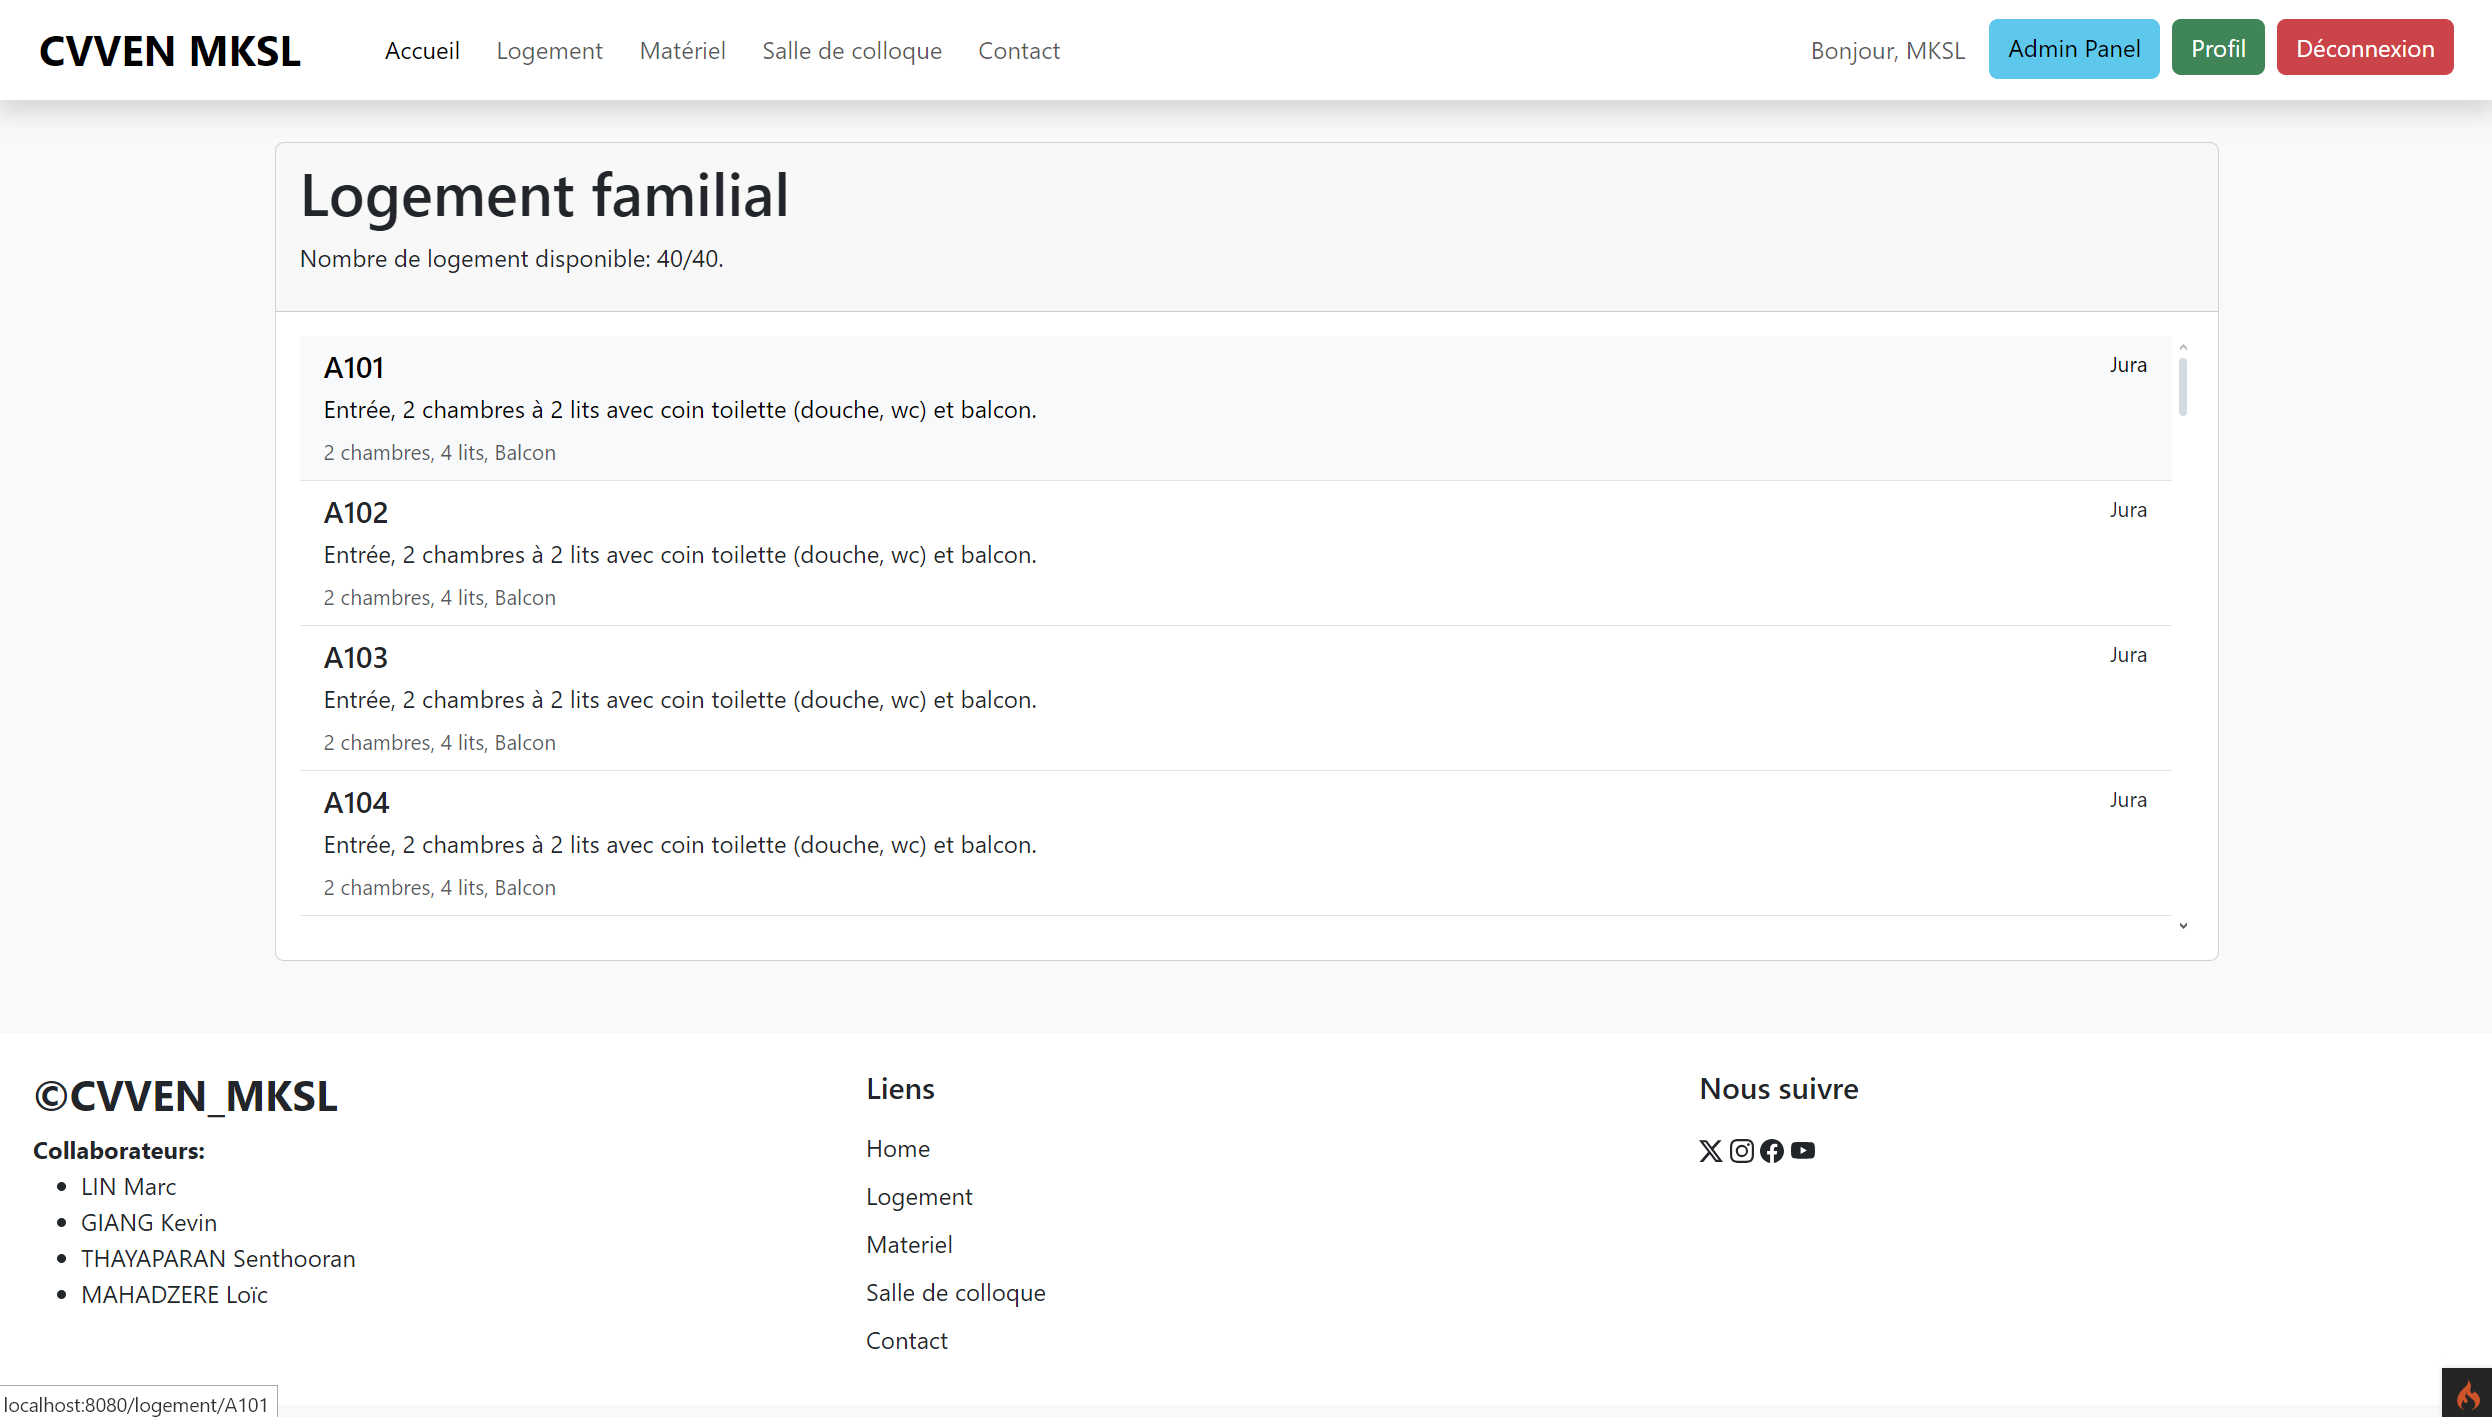 CVVEN MKSL Accueil Logement Matériel Salle de colloque Contact Bonjour, MKSL Admin Panel Profil Déconnexion
Logement familial
Nombre de logement disponible: 40/40.
A101 Jura
Entrée, 2 chambres à 2 lits avec coin toilette (douche, wc) et balcon.
2 chambres, 4 lits, Balcon
A102 Jura
Entrée, 2 chambres à 2 lits avec coin toilette (douche, wc) et balcon.
2 chambres, 4 lits, Balcon
A103 Jura
Entrée, 2 chambres à 2 lits avec coin toilette (douche, wc) et balcon.
2 chambres, 4 lits, Balcon
A104 Jura
Entrée, 2 chambres à 2 lits avec coin toilette (douche, wc) et balcon.
2 chambres, 4 lits, Balcon
©CVVEN_MKSL
Collaborateurs:
LIN Marc
GIANG Kevin
THAYAPARAN Senthooran
MAHADZERE Loïc
Liens
Home
Logement
Materiel
Salle de colloque
Contact
Nous suivre
localhost:8080/logement/A101